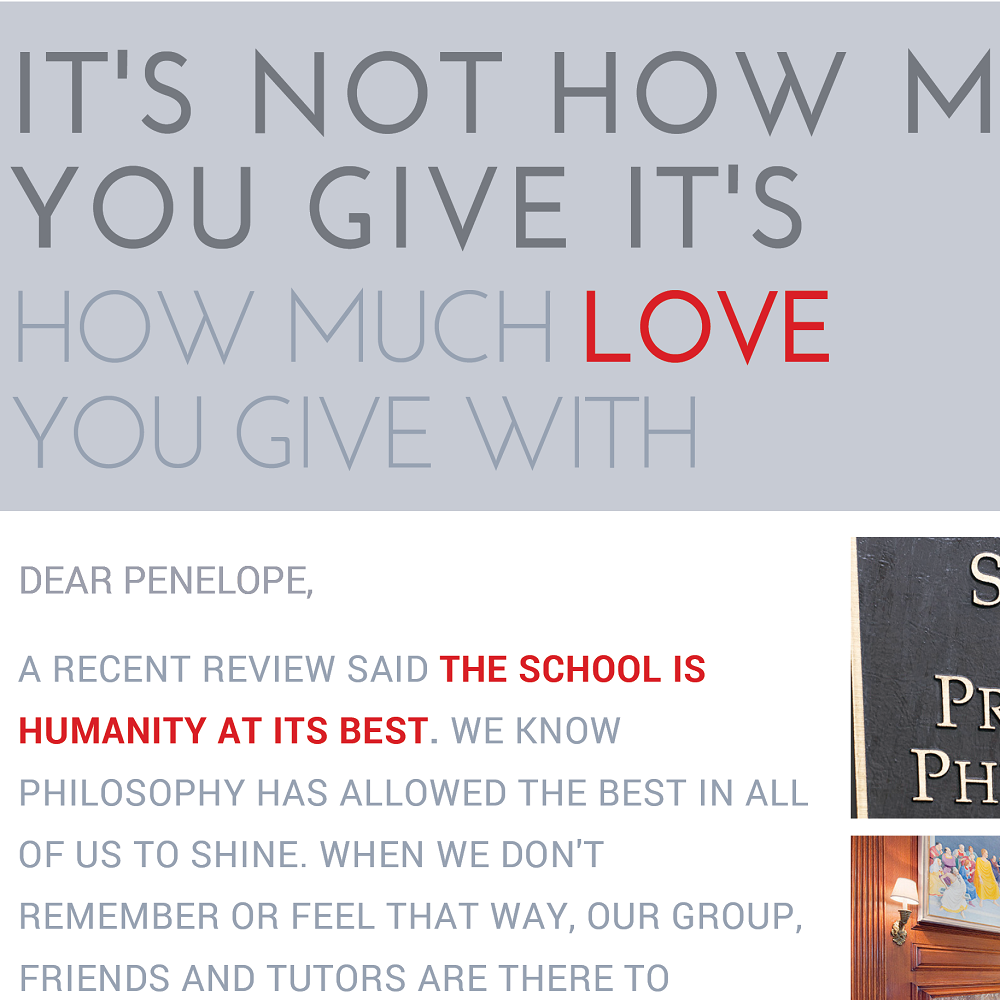 IT'S NOT HOW M
YOU GIVE IT'S
HOW MUCH LOVE
YOU GIVE WITH
DEAR PENELOPE,
A RECENT REVIEW SAID THE SCHOOL IS
HUMANITY AT ITS BEST. WE KNOW
PHILOSOPHY HAS ALLOWED THE BEST IN ALL
OF US TO SHINE. WHEN WE DON'T
REMEMBER OR FEEL THAT WAY, OUR GROUP,
FRIENDS AND TUTORS ARE THERE TO
S
PR
PH